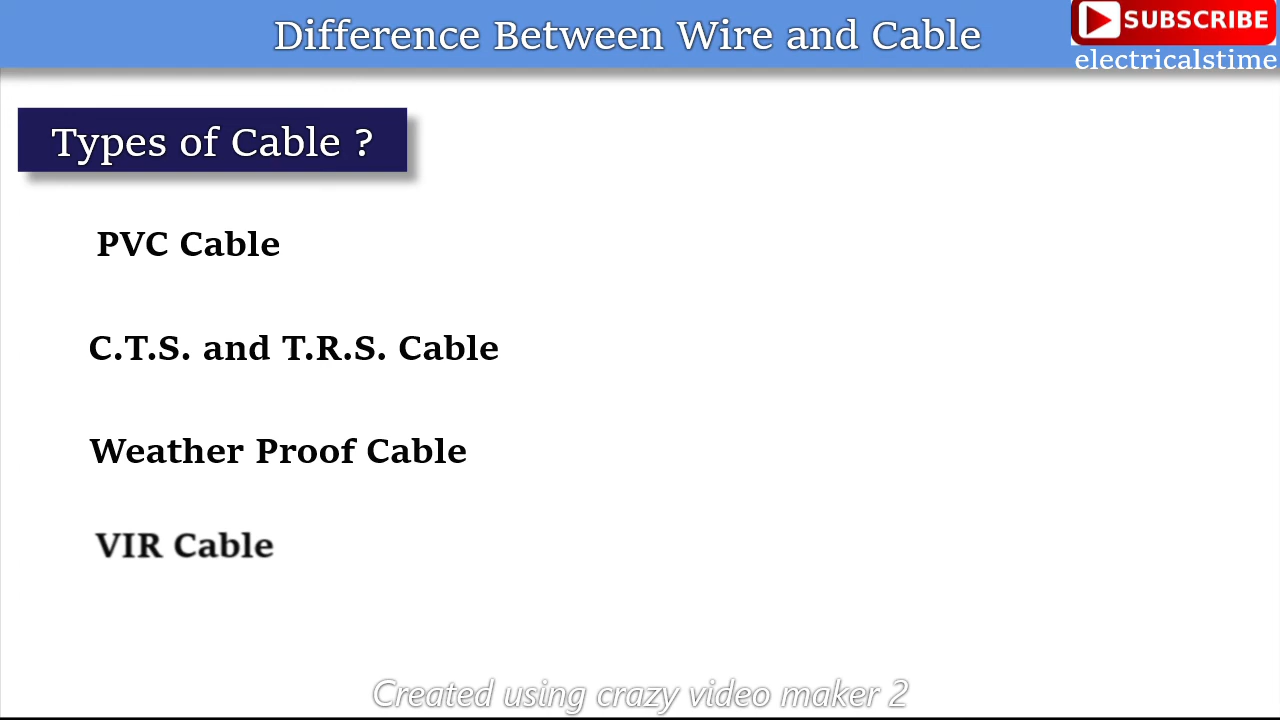 Difference Between Wire and Cable
SUBSCRIBE
electricalstime
Types of Cable ?
PVC Cable
C.T.S. and T.R.S. Cable
Weather Proof Cable
VIR Cable
Created using crazy video maker 2